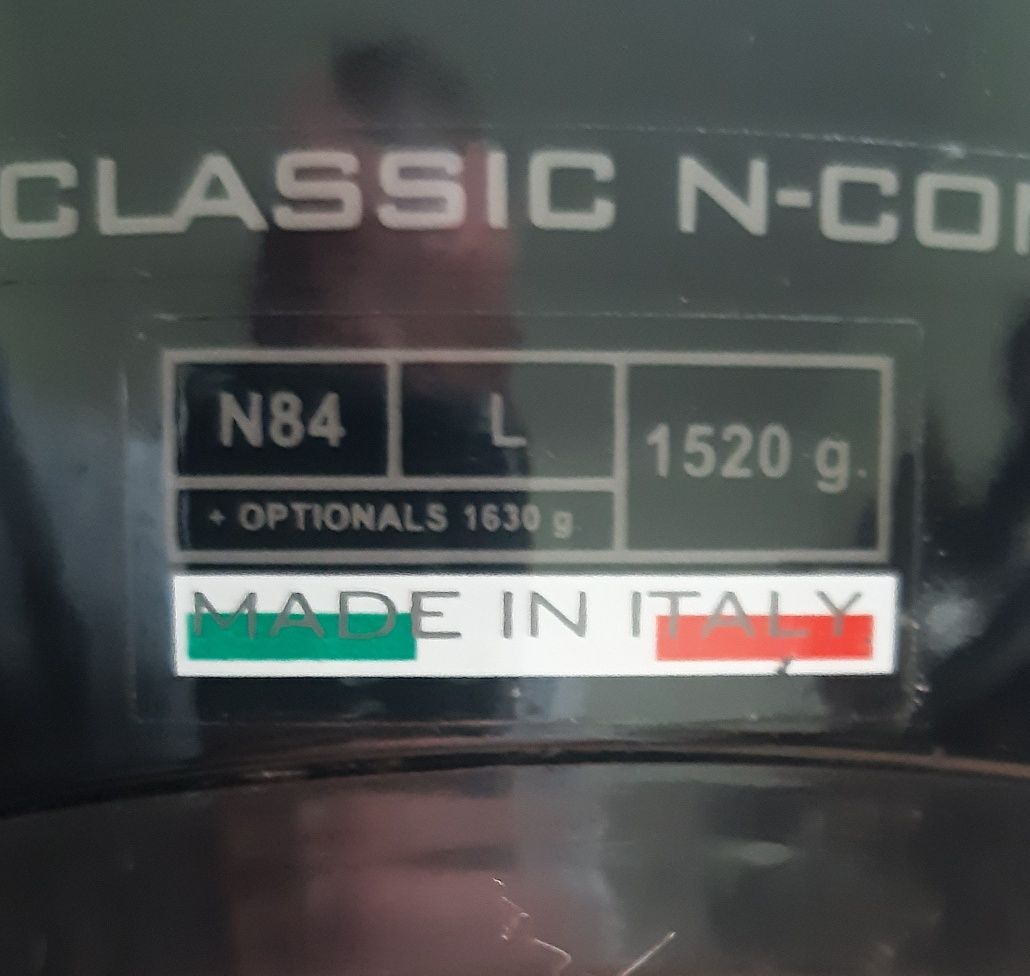 CLASSIC N-CO
N84 L 1520 g.
+ OPTIONALS 1630 g
MADE IN ITALY